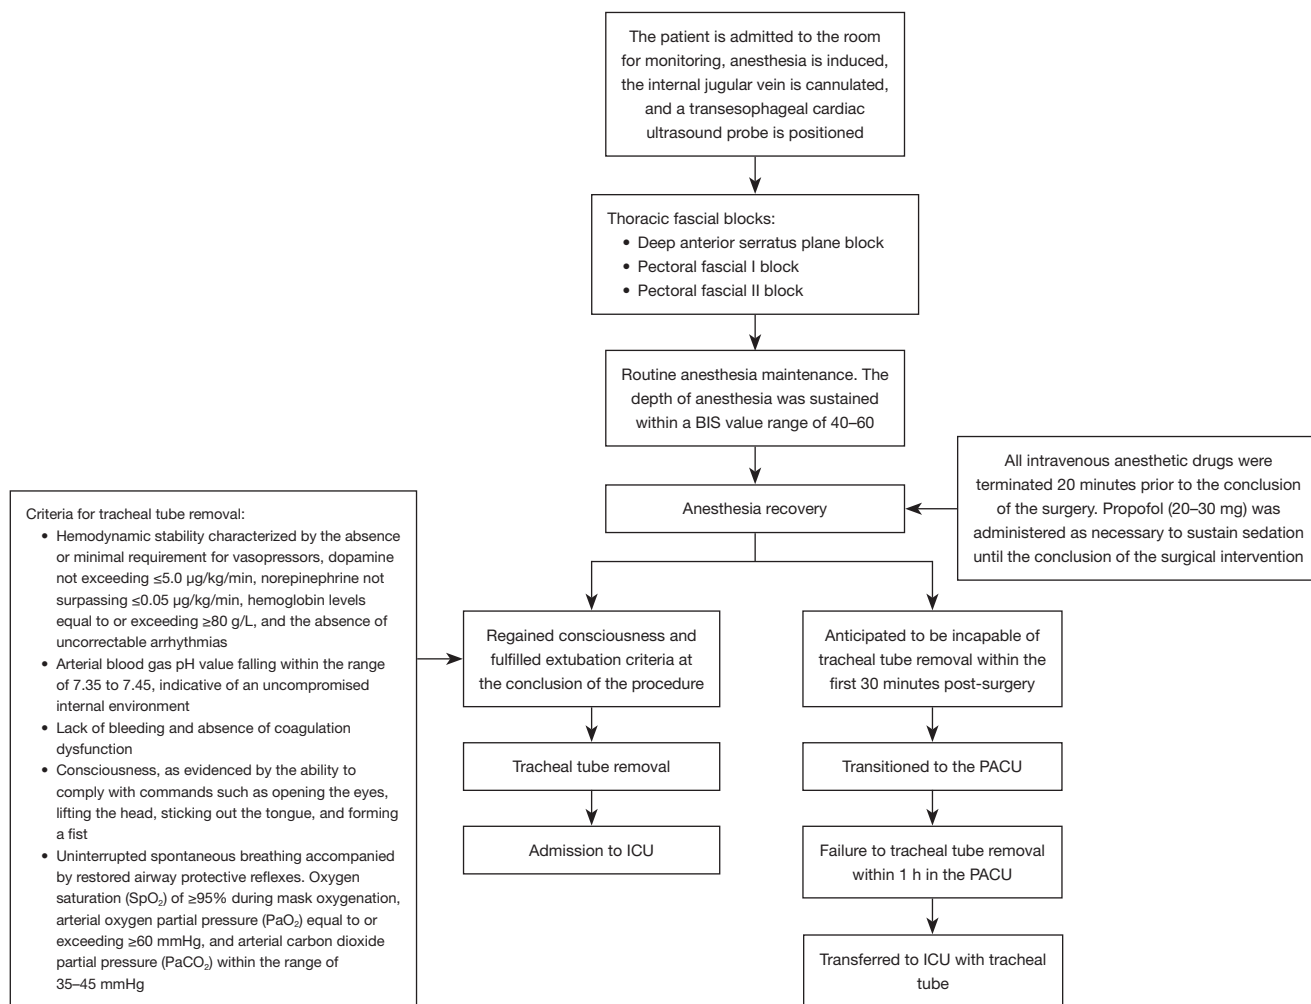 The patient is admitted to the room
for monitoring, anesthesia is induced,
the internal jugular vein is cannulated,
and a transesophageal cardiac
ultrasound probe is positioned
Thoracic fascial blocks:
• Deep anterior serratus plane block
• Pectoral fascial I block
• Pectoral fascial II block
Routine anesthesia maintenance. The
depth of anesthesia was sustained
within a BIS value range of 40–60
All intravenous anesthetic drugs were
terminated 20 minutes prior to the conclusion
of the surgery. Propofol (20–30 mg) was
administered as necessary to sustain sedation
until the conclusion of the surgical intervention
Anesthesia recovery
Criteria for tracheal tube removal:
• Hemodynamic stability characterized by the absence
or minimal requirement for vasopressors, dopamine
not exceeding ≤5.0 μg/kg/min, norepinephrine not
surpassing ≤0.05 μg/kg/min, hemoglobin levels
equal to or exceeding ≥80 g/L, and the absence of
uncorrectable arrhythmias
• Arterial blood gas pH value falling within the range
of 7.35 to 7.45, indicative of an uncompromised
internal environment
• Lack of bleeding and absence of coagulation
dysfunction
• Consciousness, as evidenced by the ability to
comply with commands such as opening the eyes,
lifting the head, sticking out the tongue, and forming
a fist
• Uninterrupted spontaneous breathing accompanied
by restored airway protective reflexes. Oxygen
saturation (SpO₂) of ≥95% during mask oxygenation,
arterial oxygen partial pressure (PaO₂) equal to or
exceeding ≥60 mmHg, and arterial carbon dioxide
partial pressure (PaCO₂) within the range of
35–45 mmHg
Regained consciousness and
fulfilled extubation criteria at
the conclusion of the procedure
Tracheal tube removal
Admission to ICU
Anticipated to be incapable of
tracheal tube removal within the
first 30 minutes post-surgery
Transitioned to the PACU
Failure to tracheal tube removal
within 1 h in the PACU
Transferred to ICU with tracheal
tube